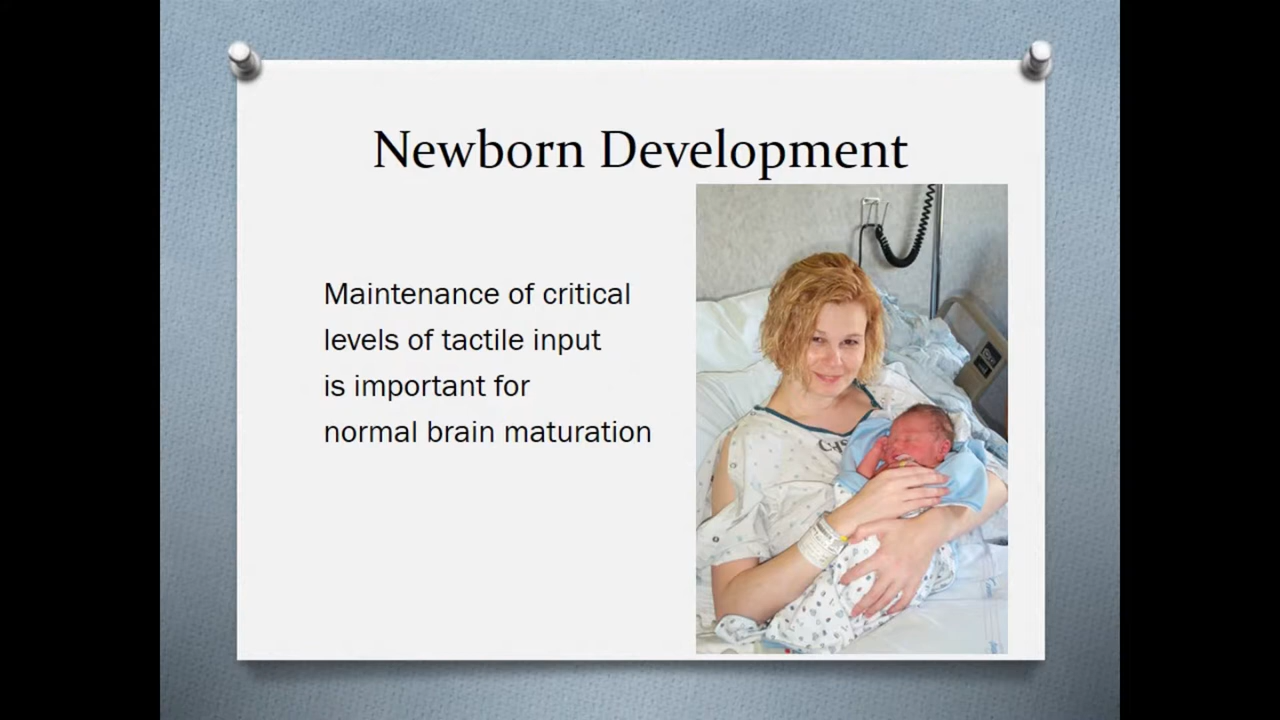 Newborn Development
Maintenance of critical
levels of tactile input
is important for
normal brain maturation